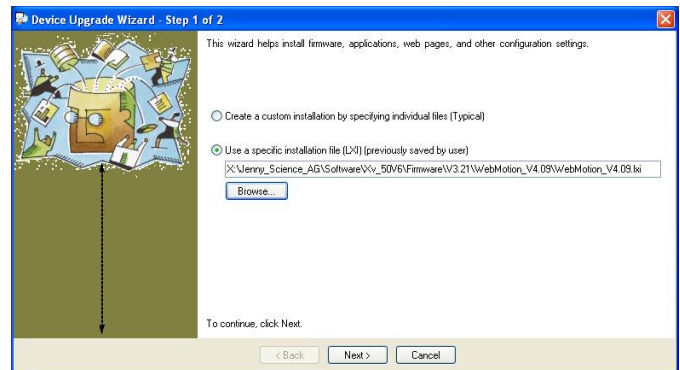 Device Upgrade Wizard - Step 1 of 2
This wizard helps install firmware, applications, web pages, and other configuration settings.
Create a custom installation by specifying individual files (Typical)
Use a specific installation file (LXI) (previously saved by user)
X:\Jenny_Science_AG\Software\Xv_50V6\Firmware\V3.21\WebMotion_V4.09\WebMotion_V4.09.lxi
Browse...
To continue, click Next.
< Back
Next >
Cancel